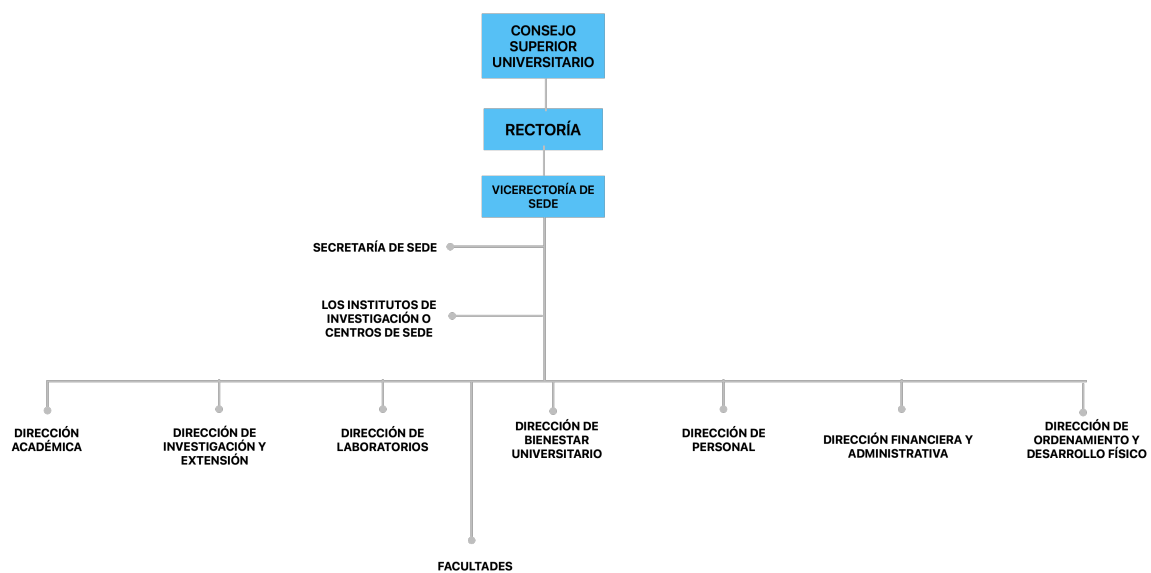 CONSEJO
SUPERIOR
UNIVERSITARIO
RECTORÍA
VICERECTORÍA DE
SEDE
SECRETARÍA DE SEDE
LOS INSTITUTOS DE
INVESTIGACIÓN O
CENTROS DE SEDE
DIRECCIÓN
ACADÉMICA
DIRECCIÓN DE
INVESTIGACIÓN Y
EXTENSIÓN
DIRECCIÓN DE
LABORATORIOS
DIRECCIÓN DE
BIENESTAR
UNIVERSITARIO
DIRECCIÓN DE
PERSONAL
DIRECCIÓN FINANCIERA Y
ADMINISTRATIVA
DIRECCIÓN DE
ORDENAMIENTO Y
DESARROLLO FÍSICO
FACULTADES